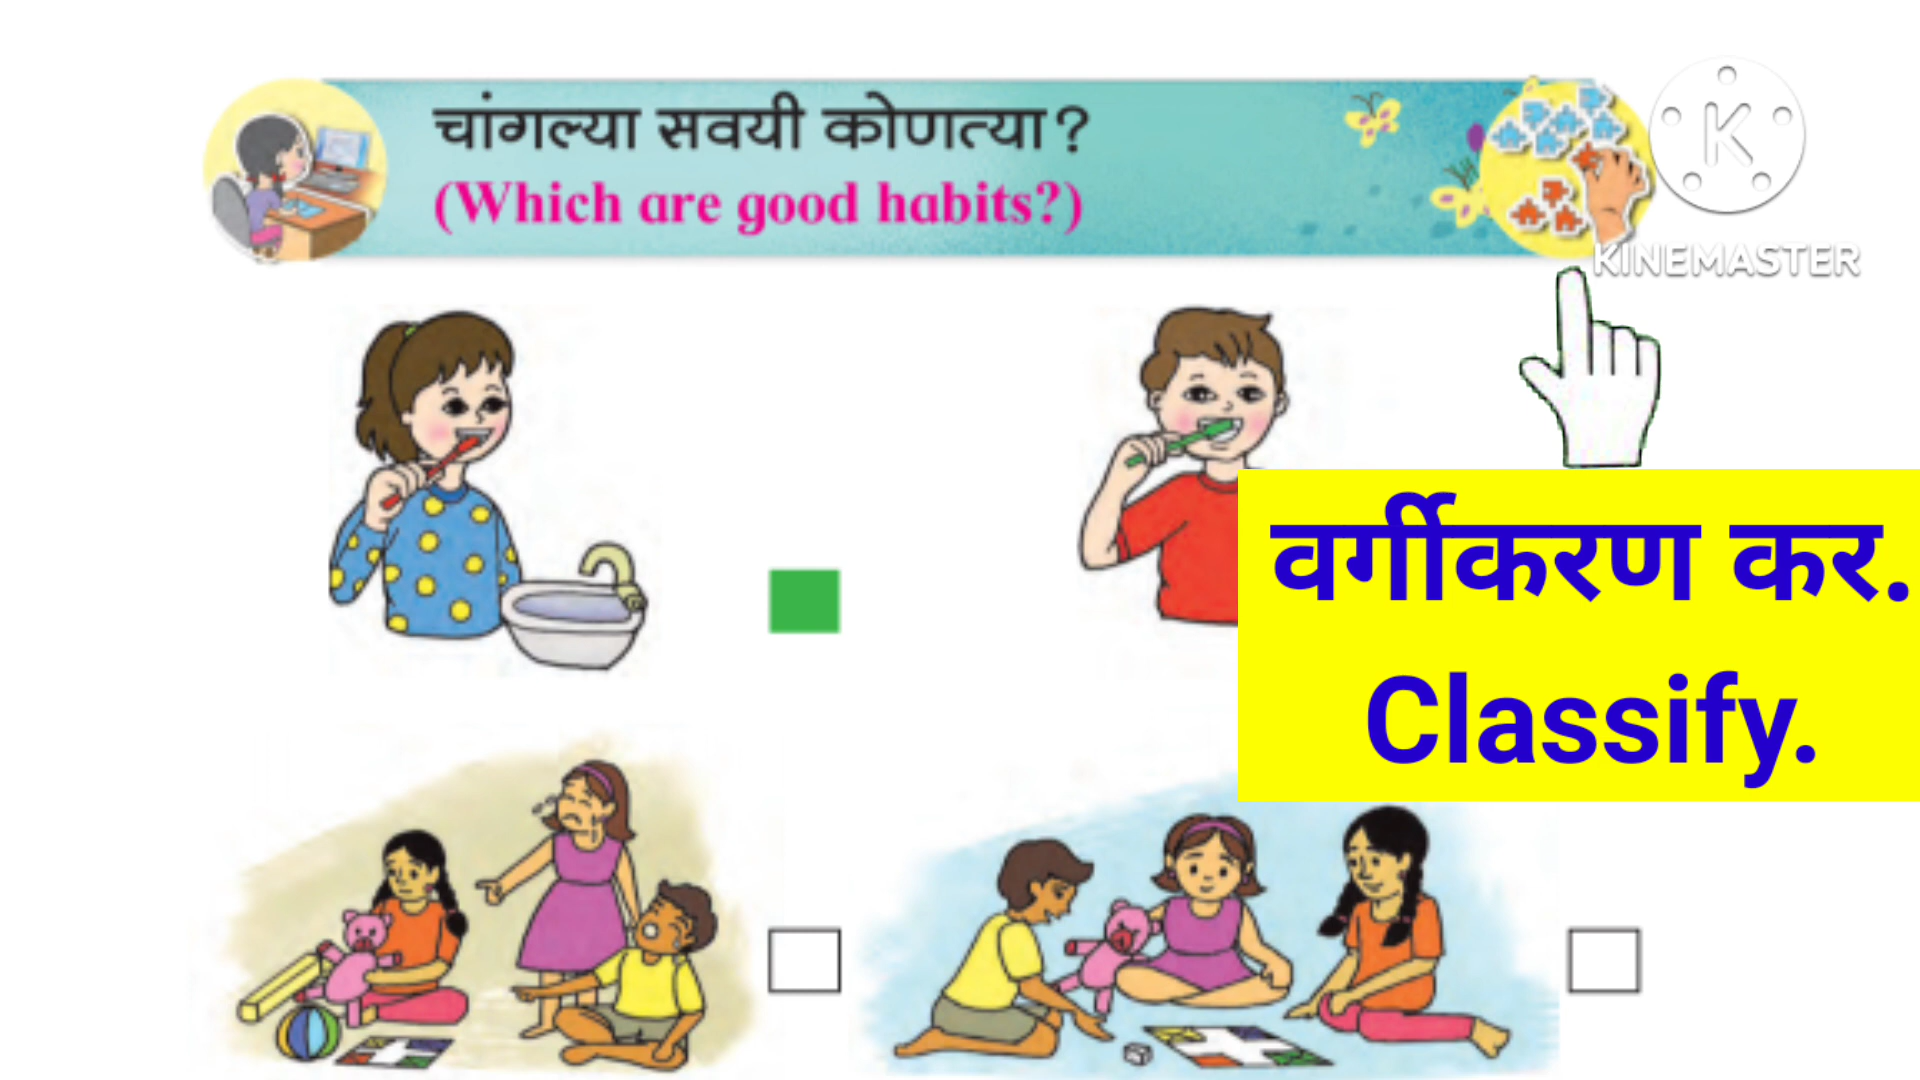 चांगल्या सवयी कोणत्या?
(Which are good habits?)
K
KINEMASTER
वर्गीकरण कर.
Classify.